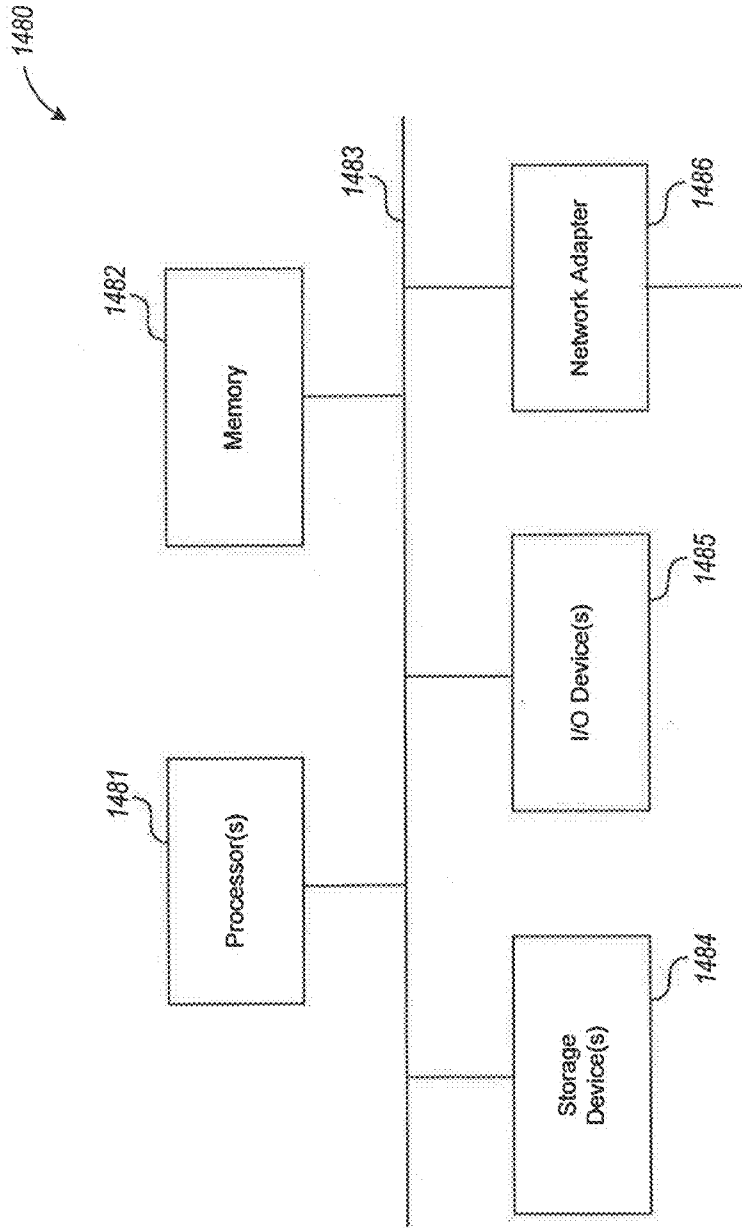 1480
Processor(s)
1481
Memory
1482
1483
Storage
Device(s)
1484
I/O Device(s)
1485
Network Adapter
1486